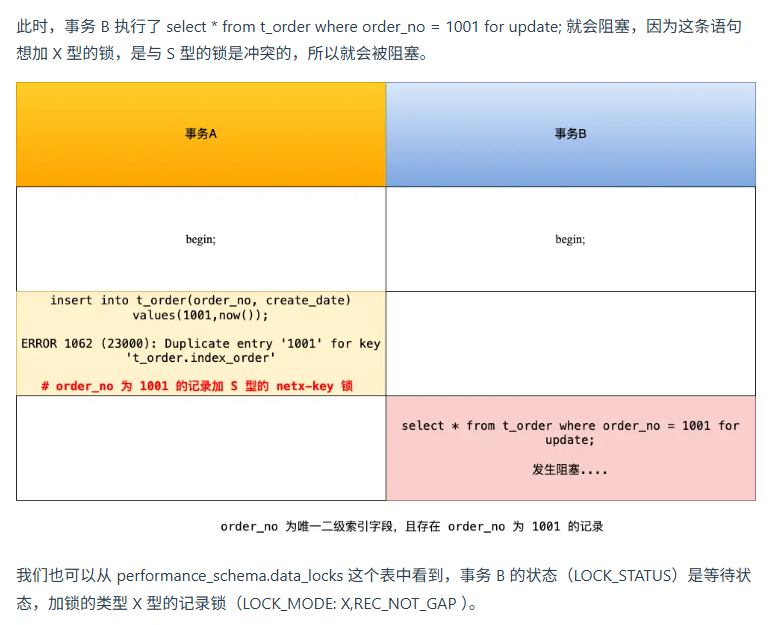 此时，事务 B 执行了 select * from t_order where order_no = 1001 for update; 就会阻塞，因为这条语句
想加 X 型的锁，是与 S 型的锁是冲突的，所以就会被阻塞。
事务A
事务B
begin;
begin;
insert into t_order(order_no, create_date)
values(1001,now());
ERROR 1062 (23000): Duplicate entry '1001' for key
't_order.index_order'
# order_no 为 1001 的记录加 S 型的 netx-key 锁
select * from t_order where order_no = 1001 for
update;
发生阻塞....
order_no 为唯一二级索引字段，且存在 order_no 为 1001 的记录
我们也可以从 performance_schema.data_locks 这个表中看到，事务 B 的状态（LOCK_STATUS）是等待状
态，加锁的类型 X 型的记录锁（LOCK_MODE: X,REC_NOT_GAP ）。